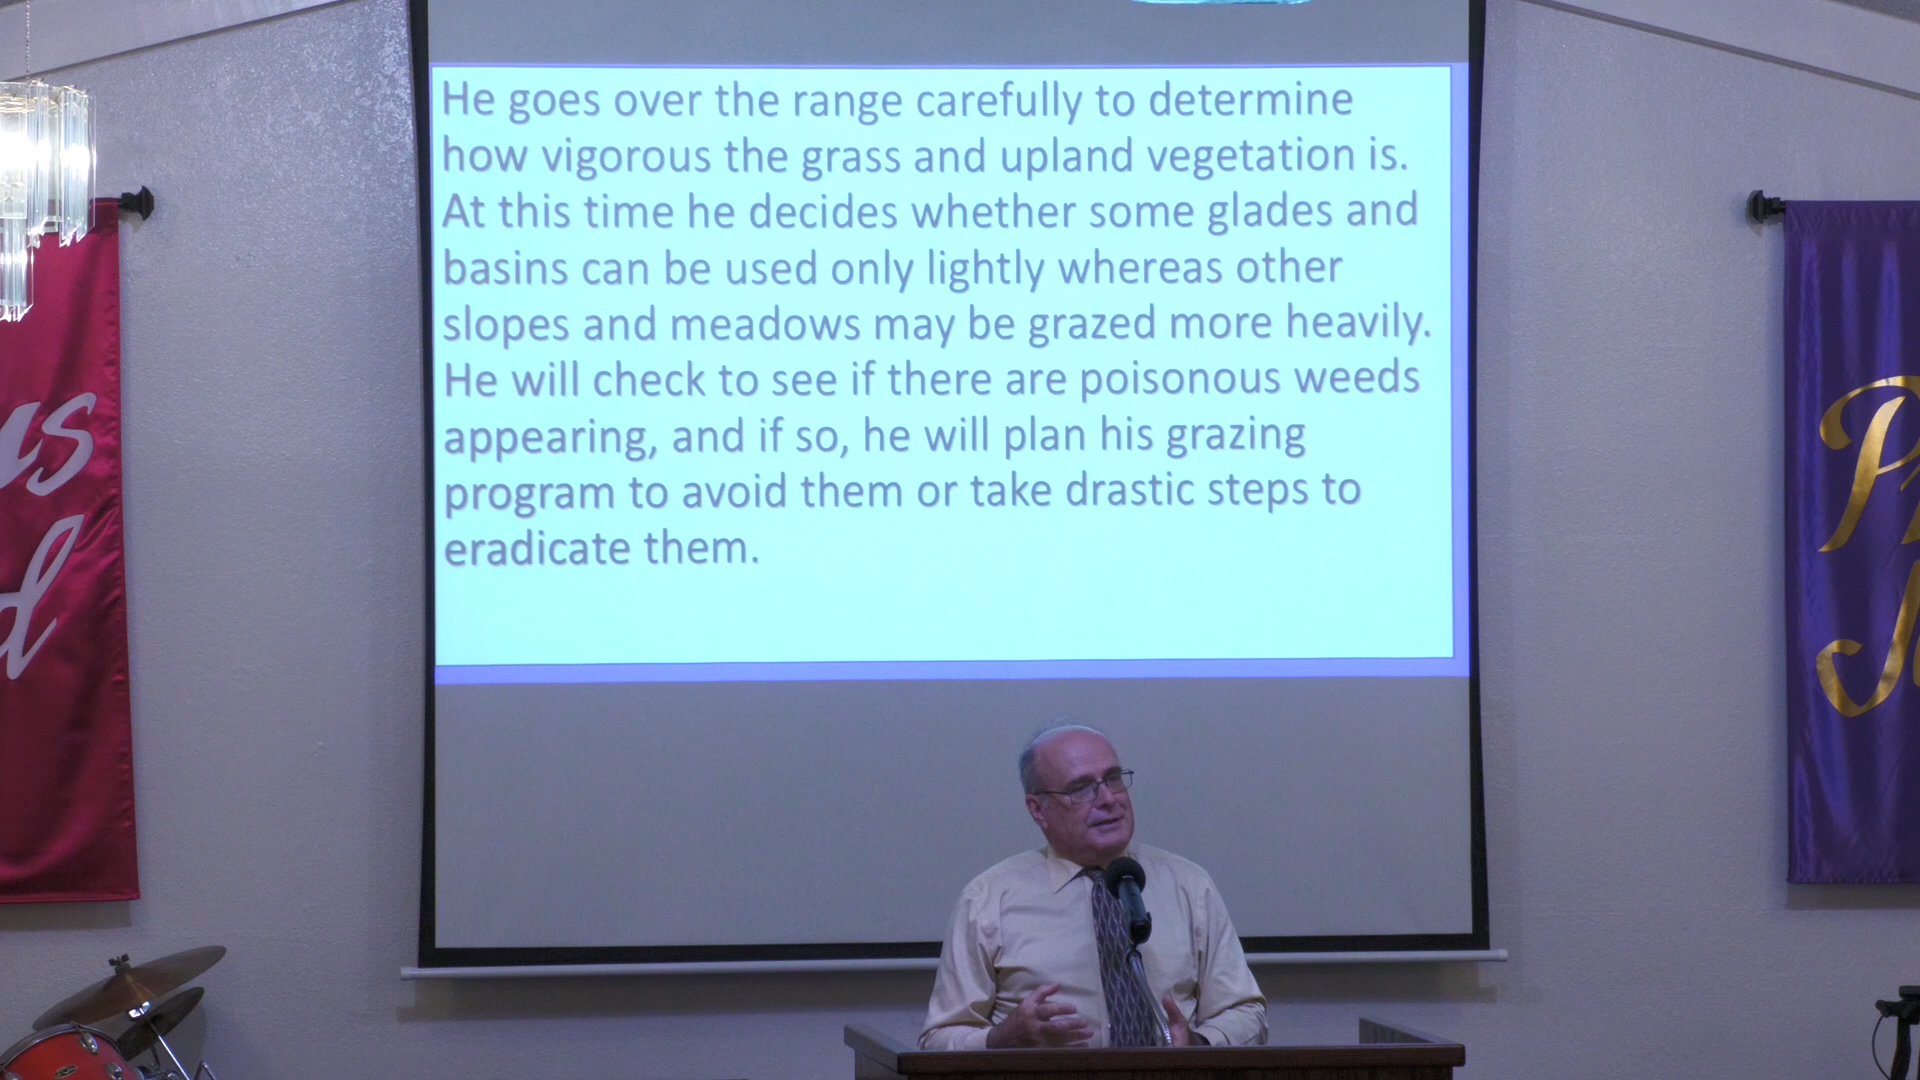 He goes over the range carefully to determine
how vigorous the grass and upland vegetation is.
At this time he decides whether some glades and
basins can be used only lightly whereas other
slopes and meadows may be grazed more heavily.
He will check to see if there are poisonous weeds
appearing, and if so, he will plan his grazing
program to avoid them or take drastic steps to
eradicate them.